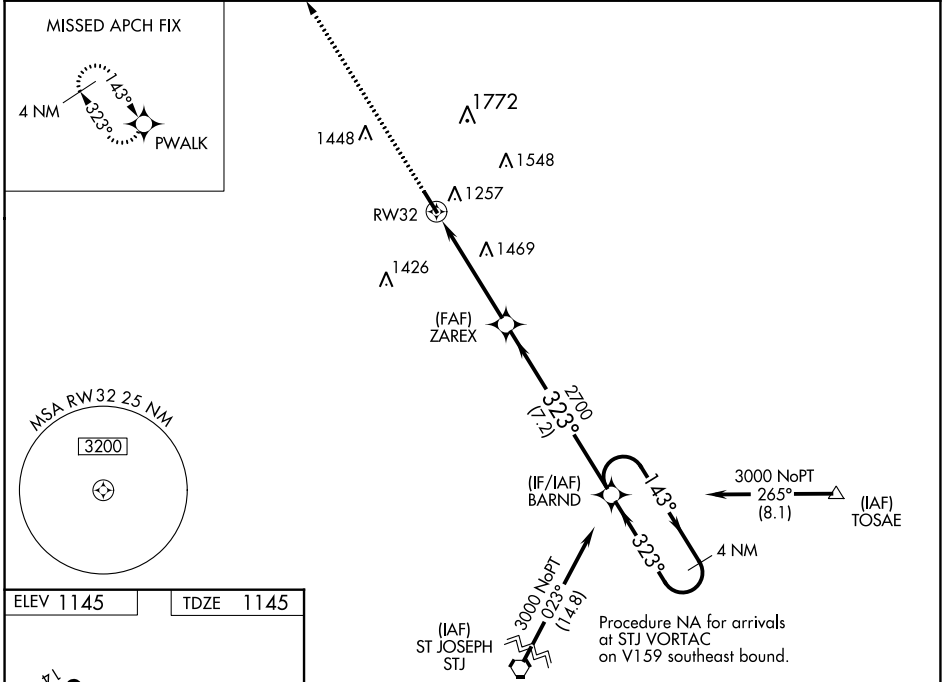 MISSED APCH FIX
4 NM
143°
323°
PWALK
1772
1448
1548
1257
RW32
1469
1426
(FAF)
ZAREX
MSA RW32 25 NM
3200
2700
323°
(7.2)
(IF/IAF)
BARND
143°
323°
4 NM
3000 NoPT
265°
(8.1)
(IAF)
TOSAE
3000 NoPT
023°
(14.8)
(IAF)
ST JOSEPH
STJ
Procedure NA for arrivals
at STJ VORTAC
on V159 southeast bound.
ELEV 1145
TDZE 1145